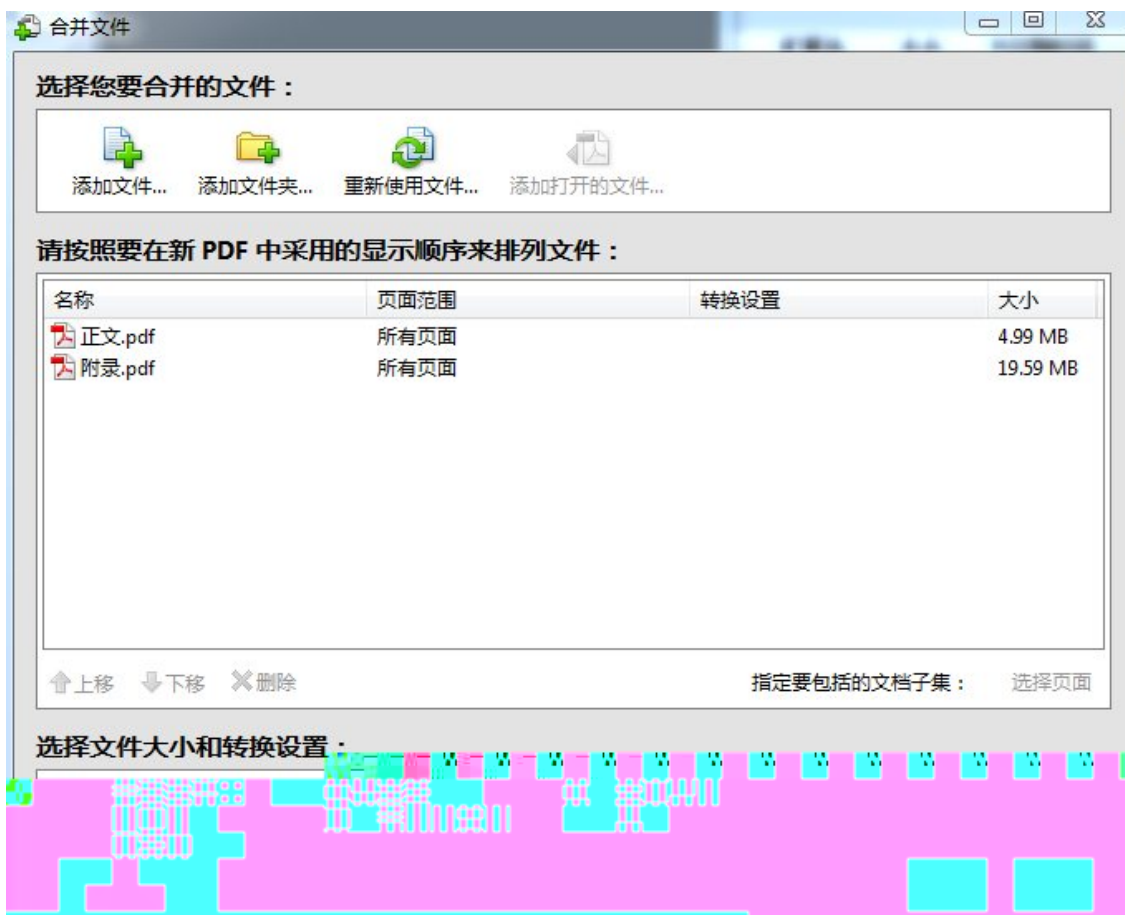 合并文件
选择您要合并的文件：
添加文件... 添加文件夹... 重新使用文件... 添加打开的文件...
请按照要在新 PDF 中采用的显示顺序来排列文件：
名称 页面范围 转换设置 大小
正文.pdf 所有页面 4.99 MB
附录.pdf 所有页面 19.59 MB
上移 下移 删除 指定要包括的文档子集： 选择页面
选择文件大小和转换设置：